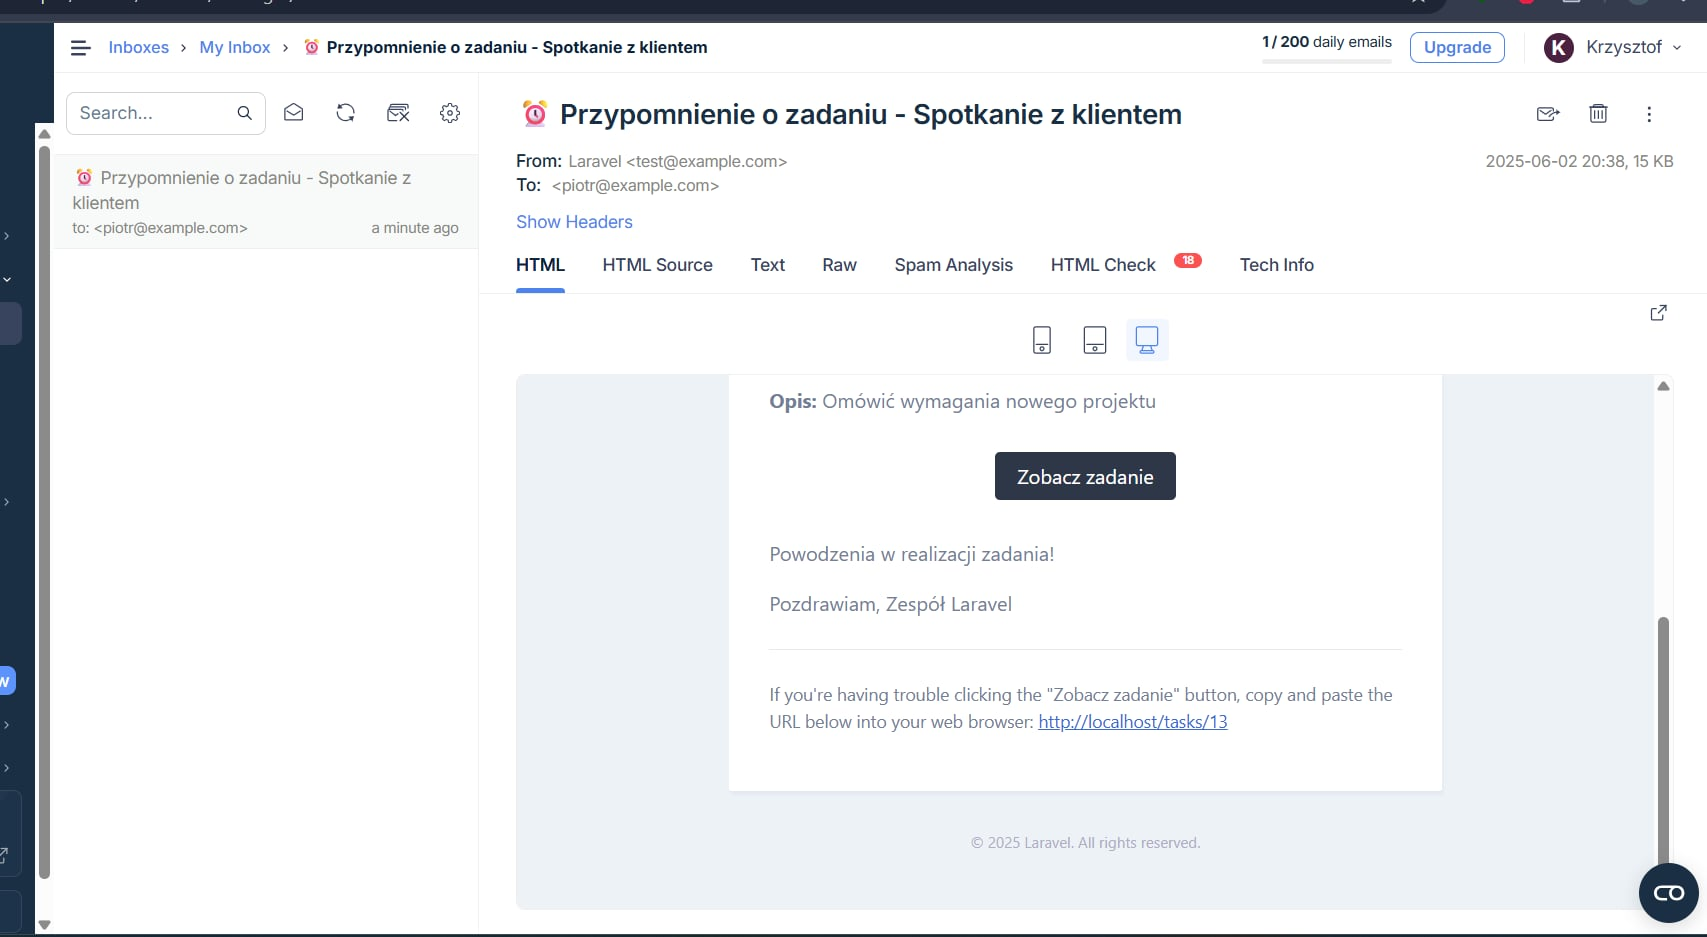 Inboxes › My Inbox › ⏰ Przypomnienie o zadaniu - Spotkanie z klientem
1 / 200 daily emails
Upgrade
K
Krzysztof
Search...
⏰ Przypomnienie o zadaniu - Spotkanie z
klientem
to: <piotr@example.com>
a minute ago
⏰ Przypomnienie o zadaniu - Spotkanie z klientem
From: Laravel <test@example.com>
2025-06-02 20:38, 15 KB
To: <piotr@example.com>
Show Headers
HTML
HTML Source
Text
Raw
Spam Analysis
HTML Check
18
Tech Info
Opis: Omówić wymagania nowego projektu
Zobacz zadanie
Powodzenia w realizacji zadania!
Pozdrawiam, Zespół Laravel
If you're having trouble clicking the "Zobacz zadanie" button, copy and paste the
URL below into your web browser: http://localhost/tasks/13
© 2025 Laravel. All rights reserved.